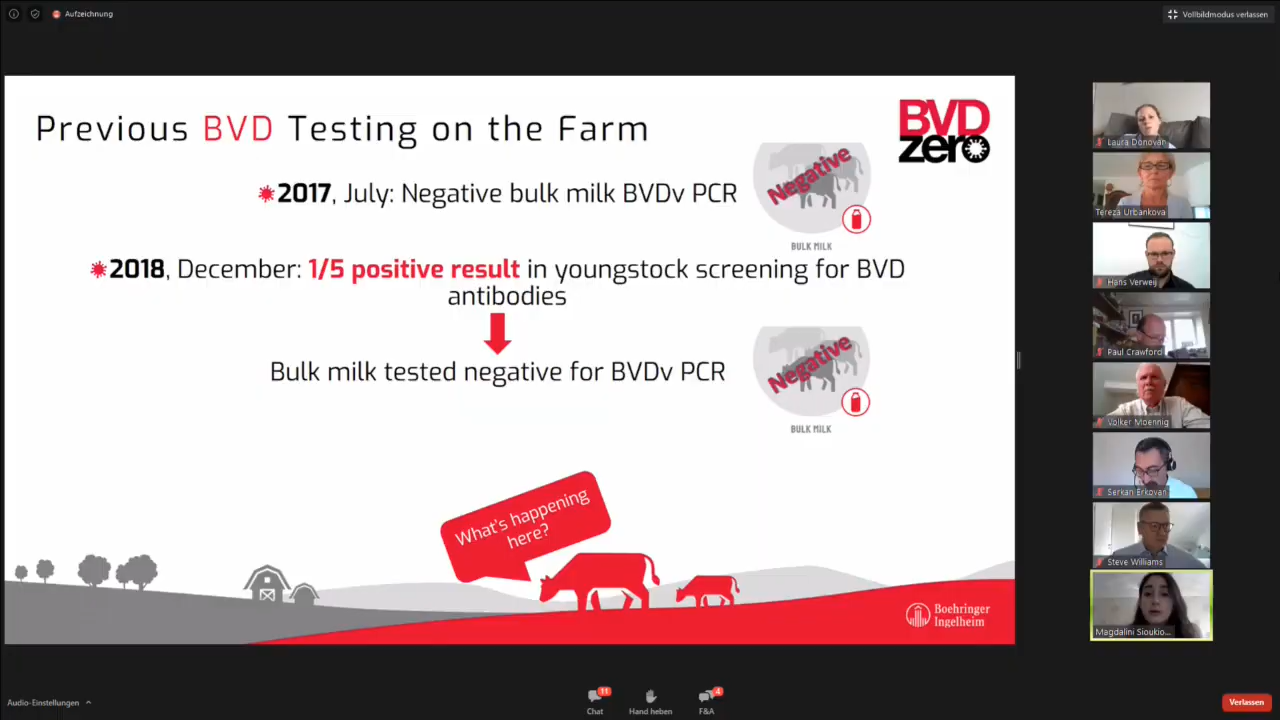 Aufzeichnung
Vollbildmodus verlassen
Previous BVD Testing on the Farm
BVD
zero
2017, July: Negative bulk milk BVDv PCR
Negative
BULK MILK
2018, December: 1/5 positive result in youngstock screening for BVD
antibodies
Bulk milk tested negative for BVDv PCR
Negative
BULK MILK
What's happening
here?
Boehringer
Ingelheim
Laura Donovan
Tereza Urbankova
Hans Verweij
Paul Crawford
Volker Moennig
Serkan Erkovan
Steve Williams
Magdalini Sioukio...
Audio-Einstellungen
11
Chat
Hand heben
4
F&A
Verlassen